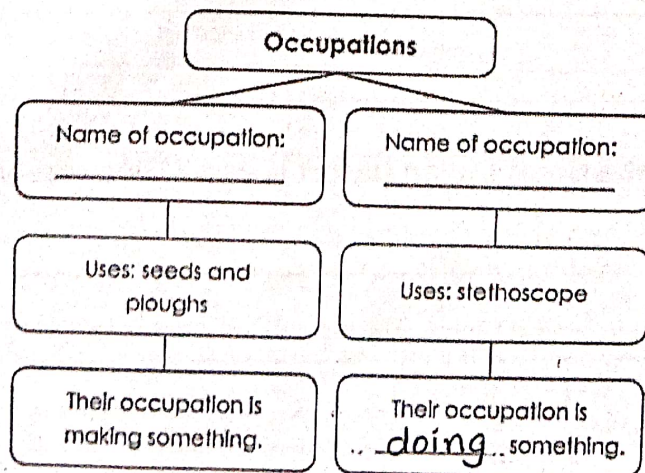 Occupations
Name of occupation:
Name of occupation:
Uses: seeds and
ploughs
Uses: stethoscope
Their occupation is
making something.
Their occupation is
doing something.